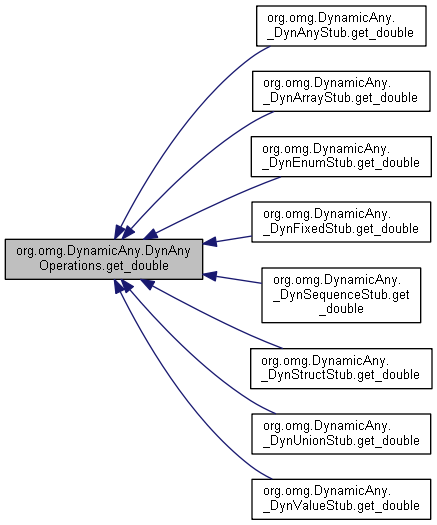 org.omg.DynamicAny.
_DynAnyStub.get_double
org.omg.DynamicAny.
_DynArrayStub.get_double
org.omg.DynamicAny.
_DynEnumStub.get_double
org.omg.DynamicAny.
_DynFixedStub.get_double
org.omg.DynamicAny.DynAny
Operations.get_double
org.omg.DynamicAny.
_DynSequenceStub.get
_double
org.omg.DynamicAny.
_DynStructStub.get_double
org.omg.DynamicAny.
_DynUnionStub.get_double
org.omg.DynamicAny.
_DynValueStub.get_double